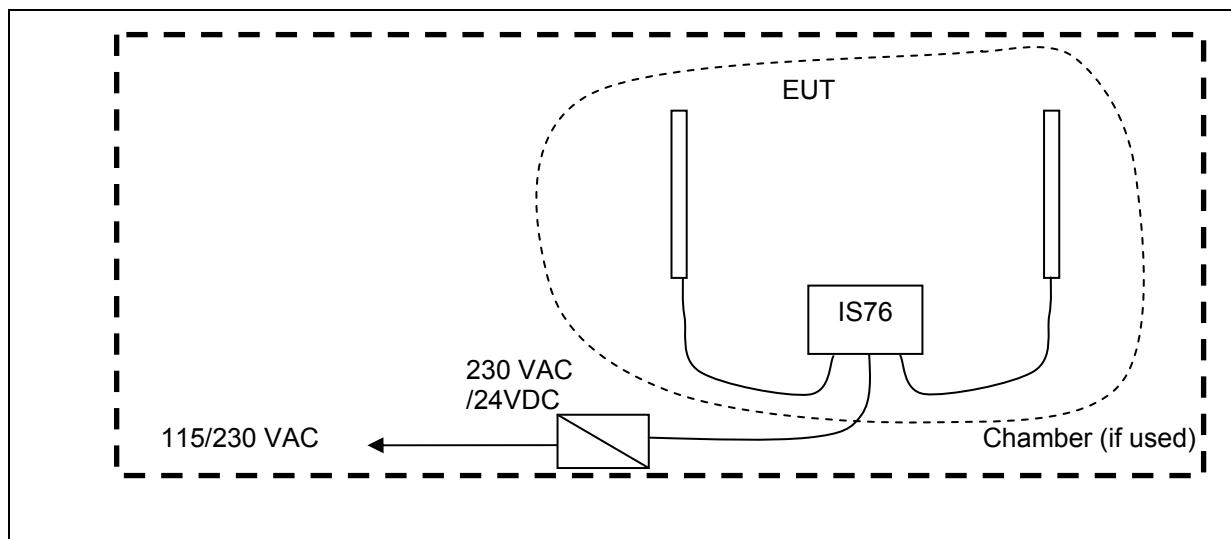 EUT
IS76
230 VAC
/24VDC
115/230 VAC
Chamber (if used)